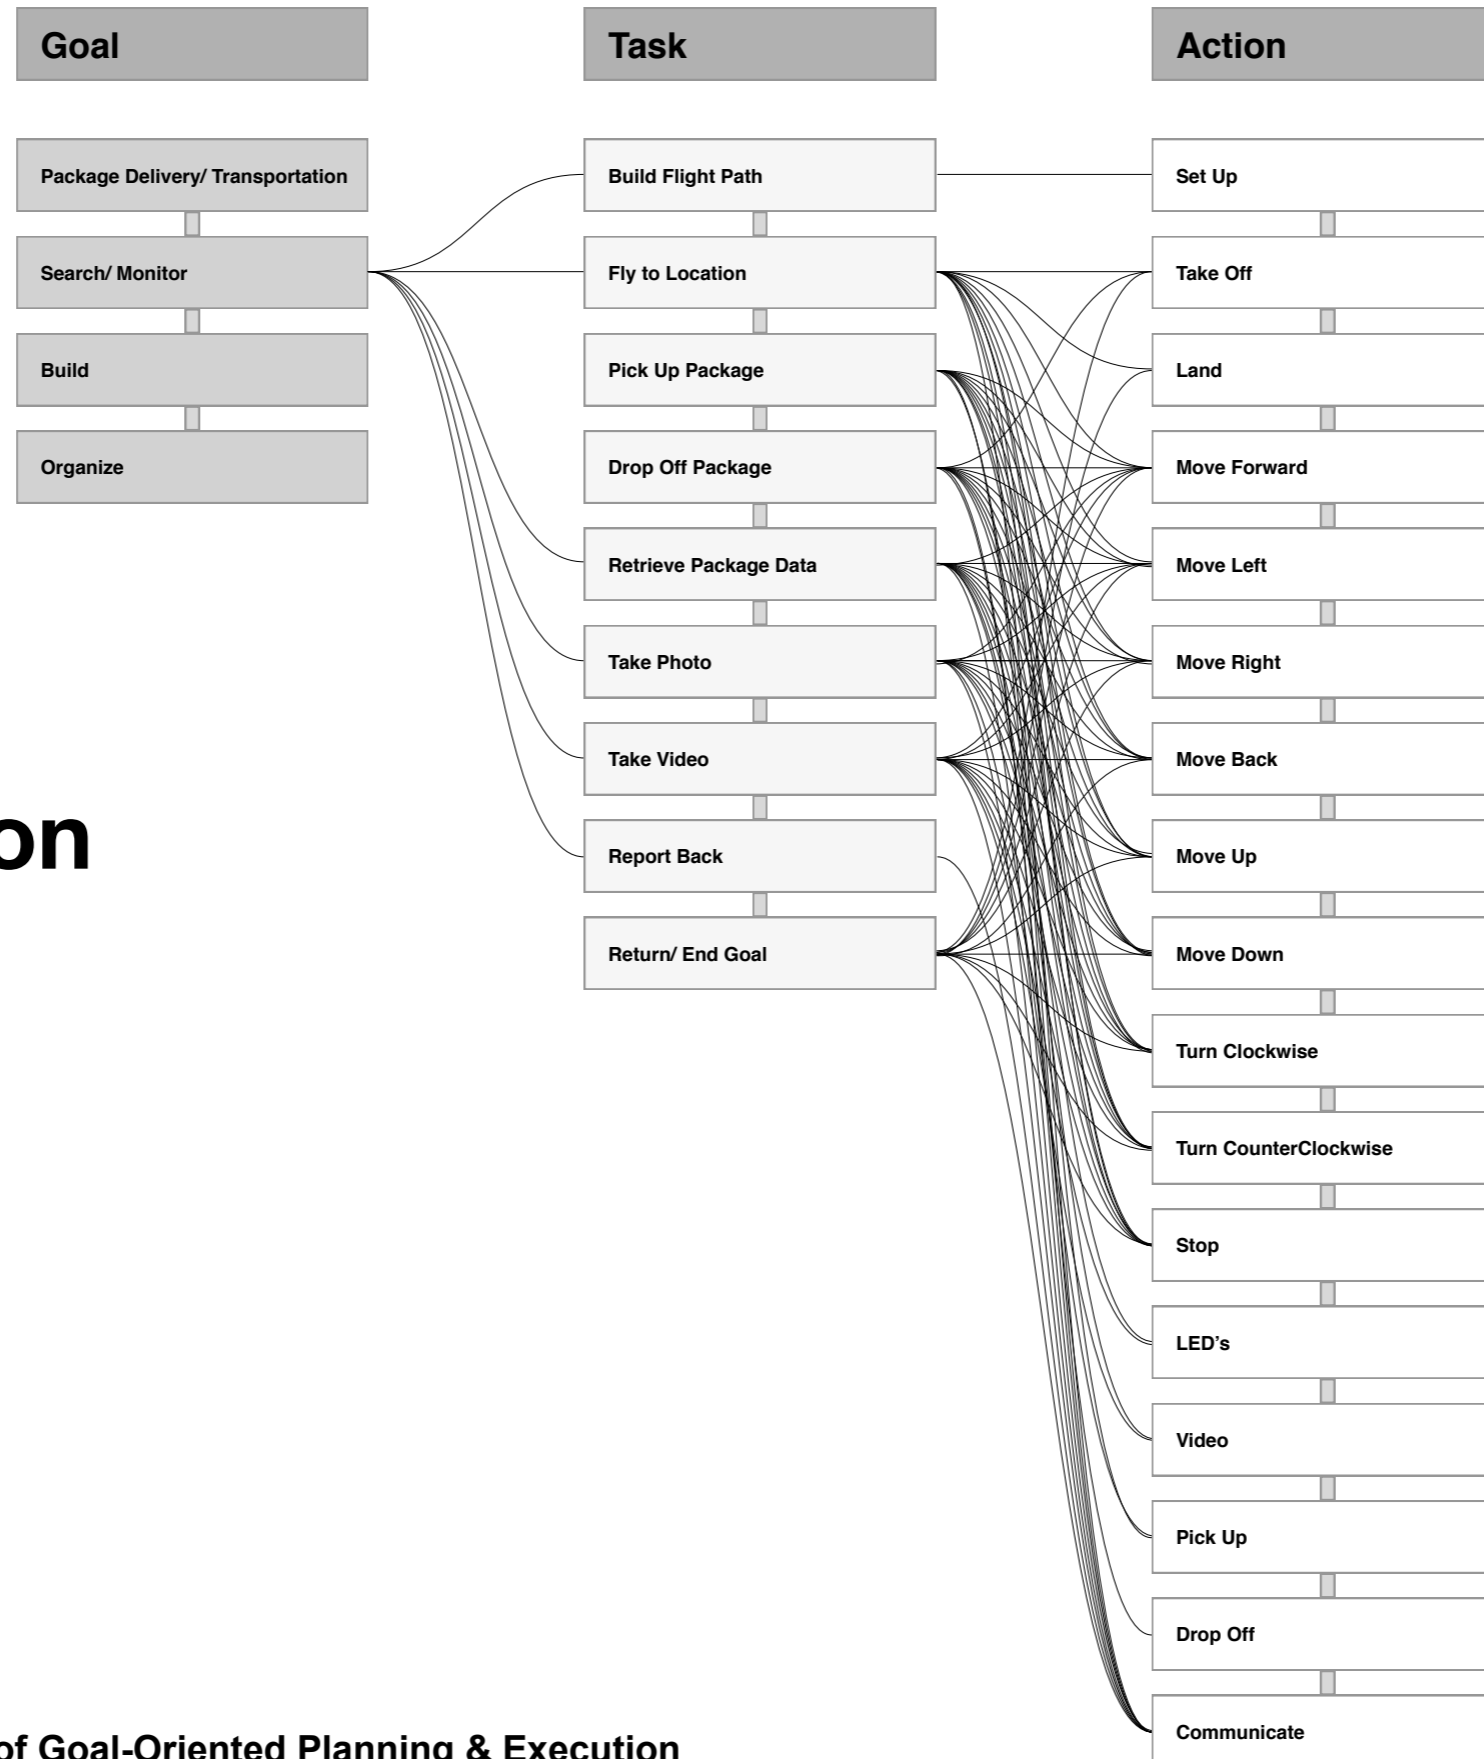 Goal
Task
Action
Package Delivery/ Transportation
Search/ Monitor
Build
Organize
Build Flight Path
Fly to Location
Pick Up Package
Drop Off Package
Retrieve Package Data
Take Photo
Take Video
Report Back
Return/ End Goal
Set Up
Take Off
Land
Move Forward
Move Left
Move Right
Move Back
Move Up
Move Down
Turn Clockwise
Turn CounterClockwise
Stop
LED’s
Video
Pick Up
Drop Off
Communicate
on
of Goal-Oriented Planning & Execution